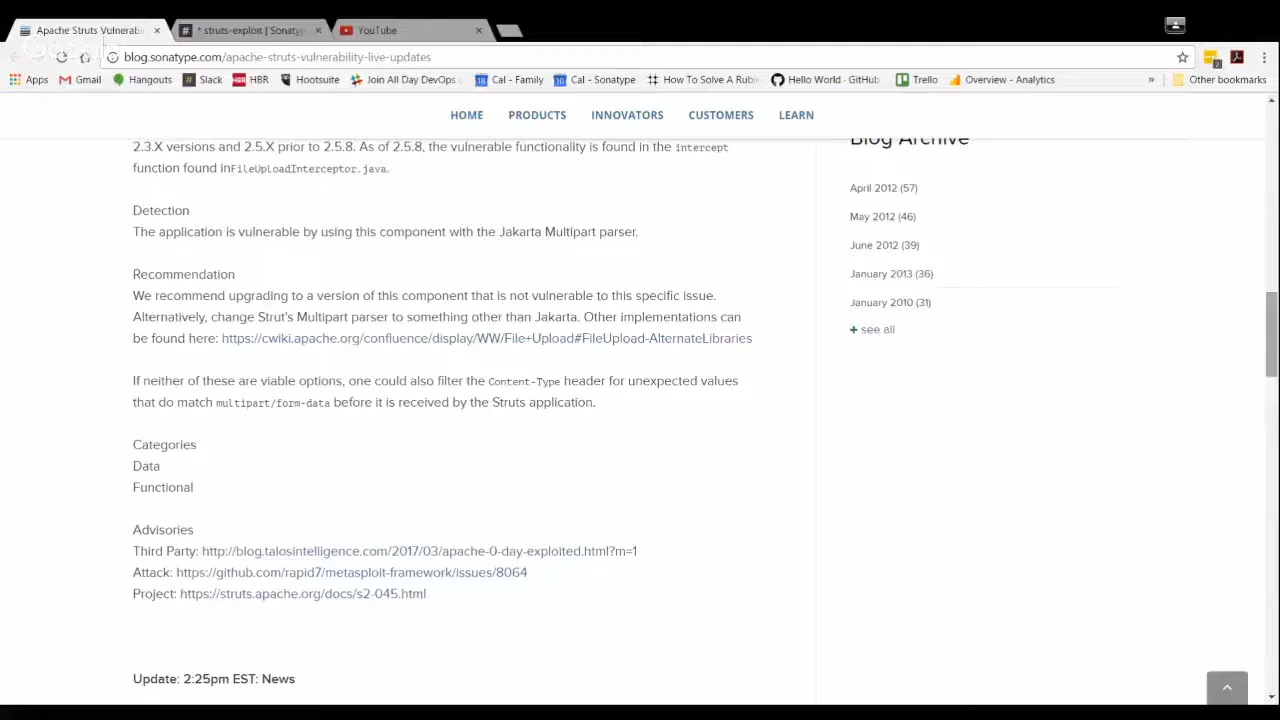 Apache Struts Vulnerab
* struts-exploit | Sonatyp
YouTube
blog.sonatype.com/apache-struts-vulnerability-live-updates
Apps
Gmail
Hangouts
Slack
HBR
Hootsuite
Join All Day DevOps
Cal - Family
Cal - Sonatype
How To Solve A Rubi
Hello World · GitHub
Trello
Overview - Analytics
»
Other bookmarks
HOME PRODUCTS INNOVATORS CUSTOMERS LEARN
2.3.X versions and 2.5.X prior to 2.5.8. As of 2.5.8, the vulnerable functionality is found in the intercept
function found inFileUploadInterceptor.java.
Detection
The application is vulnerable by using this component with the Jakarta Multipart parser.
Recommendation
We recommend upgrading to a version of this component that is not vulnerable to this specific issue.
Alternatively, change Strut's Multipart parser to something other than Jakarta. Other implementations can
be found here: https://cwiki.apache.org/confluence/display/WW/File+Upload#FileUpload-AlternateLibraries
If neither of these are viable options, one could also filter the Content-Type header for unexpected values
that do match multipart/form-data before it is received by the Struts application.
Categories
Data
Functional
Advisories
Third Party: http://blog.talosintelligence.com/2017/03/apache-0-day-exploited.html?m=1
Attack: https://github.com/rapid7/metasploit-framework/issues/8064
Project: https://struts.apache.org/docs/s2-045.html
Update: 2:25pm EST: News
Blog Archive
April 2012 (57)
May 2012 (46)
June 2012 (39)
January 2013 (36)
January 2010 (31)
+ see all